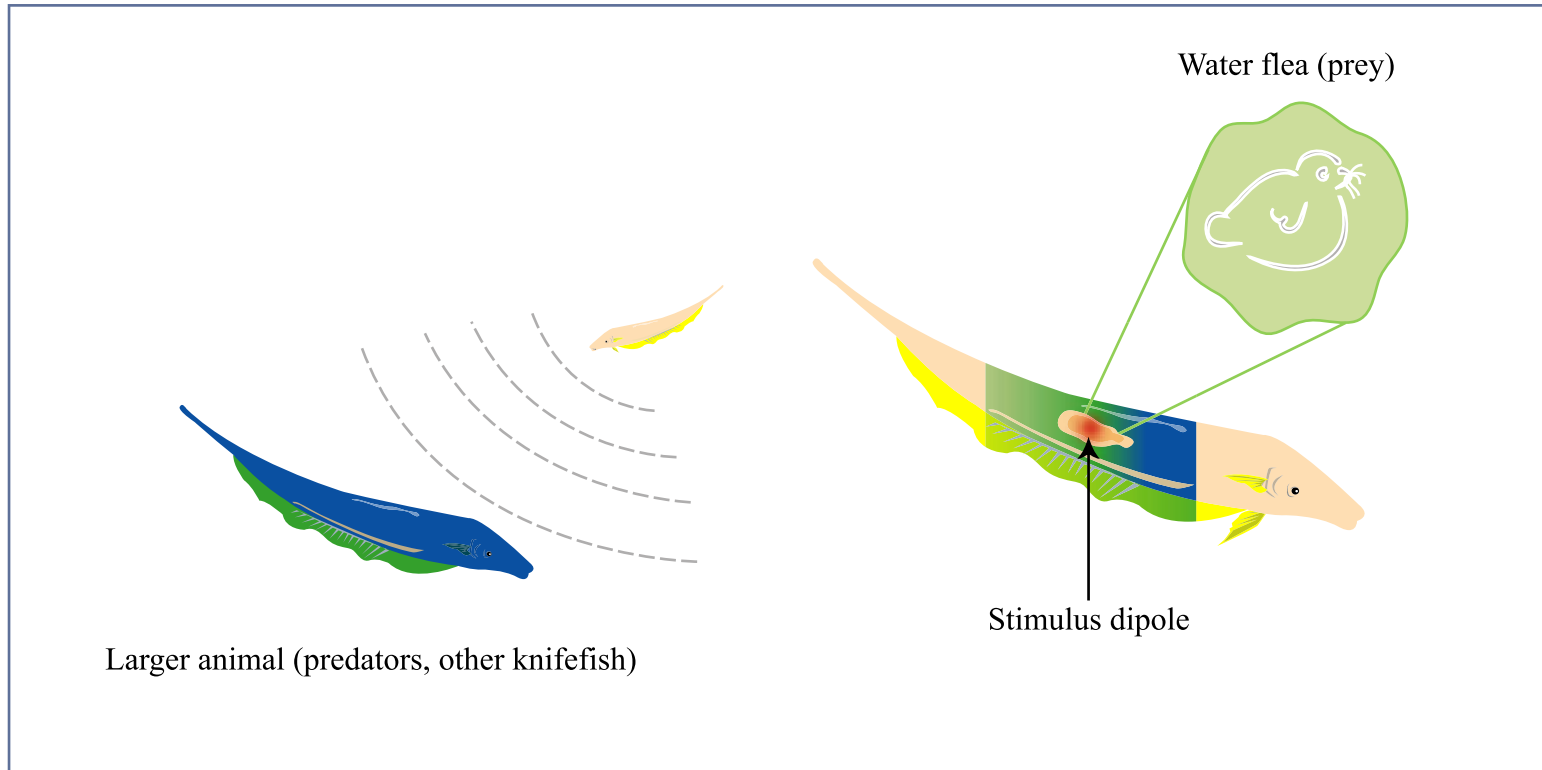 Water flea (prey)
Stimulus dipole
Larger animal (predators, other knifefish)